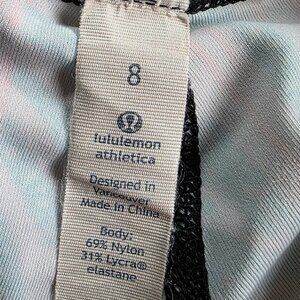 8
lululemon
athletica
Designed in
Vancouver
Made in China
Body:
69% Nylon
31% Lycra®
elastane